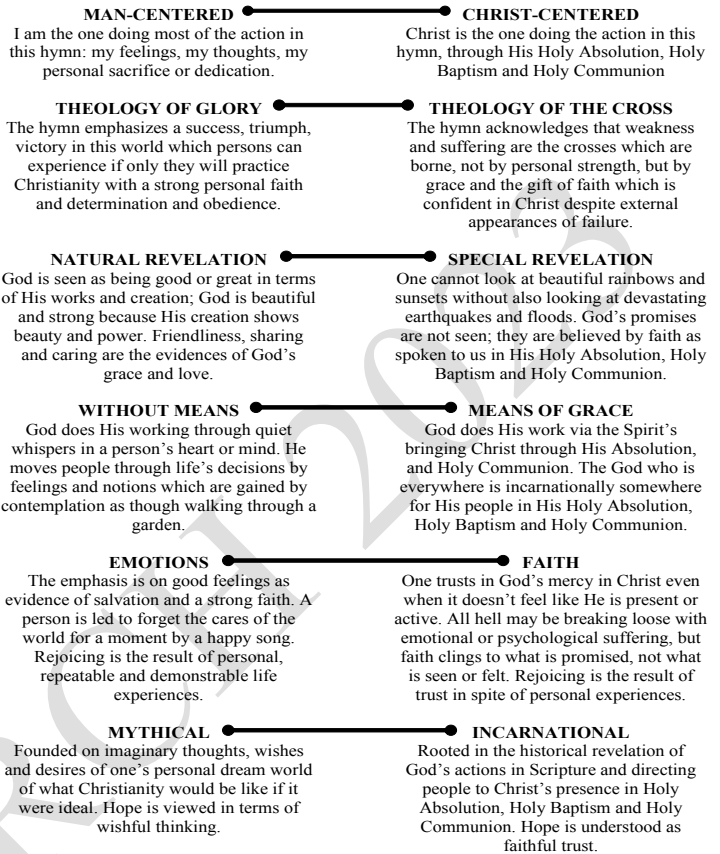 MAN-CENTERED
I am the one doing most of the action in
this hymn: my feelings, my thoughts, my
personal sacrifice or dedication.
CHRIST-CENTERED
Christ is the one doing the action in this
hymn, through His Holy Absolution, Holy
Baptism and Holy Communion
THEOLOGY OF GLORY
The hymn emphasizes a success, triumph,
victory in this world which persons can
experience if only they will practice
Christianity with a strong personal faith
and determination and obedience.
THEOLOGY OF THE CROSS
The hymn acknowledges that weakness
and suffering are the crosses which are
borne, not by personal strength, but by
grace and the gift of faith which is
confident in Christ despite external
appearances of failure.
NATURAL REVELATION
God is seen as being good or great in terms
of His works and creation; God is beautiful
and strong because His creation shows
beauty and power. Friendliness, sharing
and caring are the evidences of God’s
grace and love.
SPECIAL REVELATION
One cannot look at beautiful rainbows and
sunsets without also looking at devastating
earthquakes and floods. God’s promises
are not seen; they are believed by faith as
spoken to us in His Holy Absolution, Holy
Baptism and Holy Communion.
WITHOUT MEANS
God does His working through quiet
whispers in a person’s heart or mind. He
moves people through life’s decisions by
feelings and notions which are gained by
contemplation as though walking through a
garden.
MEANS OF GRACE
God does His work via the Spirit’s
bringing Christ through His Absolution,
and Holy Communion. The God who is
everywhere is incarnationally somewhere
for His people in His Holy Absolution,
Holy Baptism and Holy Communion.
EMOTIONS
The emphasis is on good feelings as
evidence of salvation and a strong faith. A
person is led to forget the cares of the
world for a moment by a happy song.
Rejoicing is the result of personal,
repeatable and demonstrable life
experiences.
FAITH
One trusts in God’s mercy in Christ even
when it doesn’t feel like He is present or
active. All hell may be breaking loose with
emotional or psychological suffering, but
faith clings to what is promised, not what
is seen or felt. Rejoicing is the result of
trust in spite of personal experiences.
MYTHICAL
Founded on imaginary thoughts, wishes
and desires of one’s personal dream world
of what Christianity would be like if it
were ideal. Hope is viewed in terms of
wishful thinking.
INCARNATIONAL
Rooted in the historical revelation of
God’s actions in Scripture and directing
people to Christ’s presence in Holy
Absolution, Holy Baptism and Holy
Communion. Hope is understood as
faithful trust.
RCH 2023